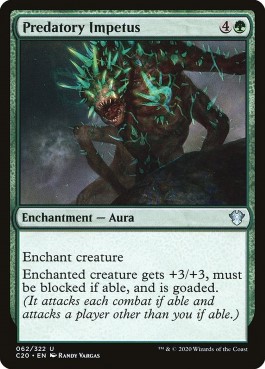 Predatory Impetus 4
Enchantment — Aura
Enchant creature
Enchanted creature gets +3/+3, must
be blocked if able, and is goaded.
(It attacks each combat if able and
attacks a player other than you if able.)
062/322 U
C20 • EN RANDY VARGAS
™ & © 2020 Wizards of the Coast